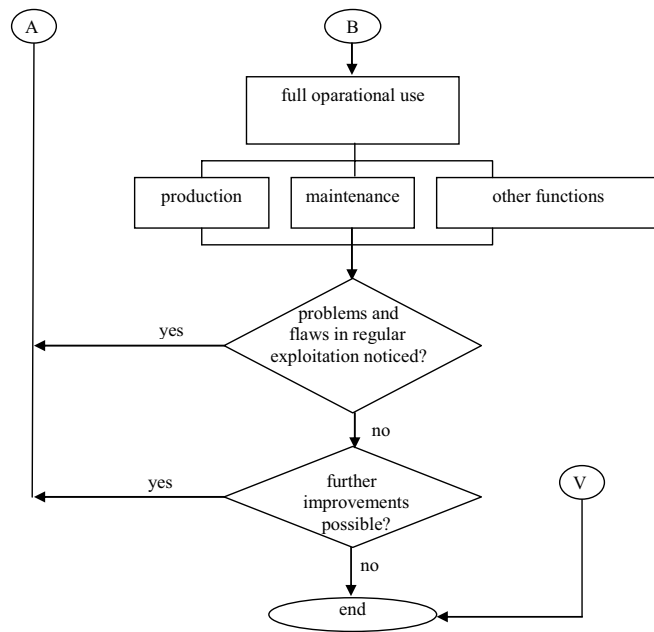 A
B
full oparational use
production
maintenance
other functions
problems and
flaws in regular
exploitation noticed?
yes
no
further
improvements
possible?
yes
V
no
end